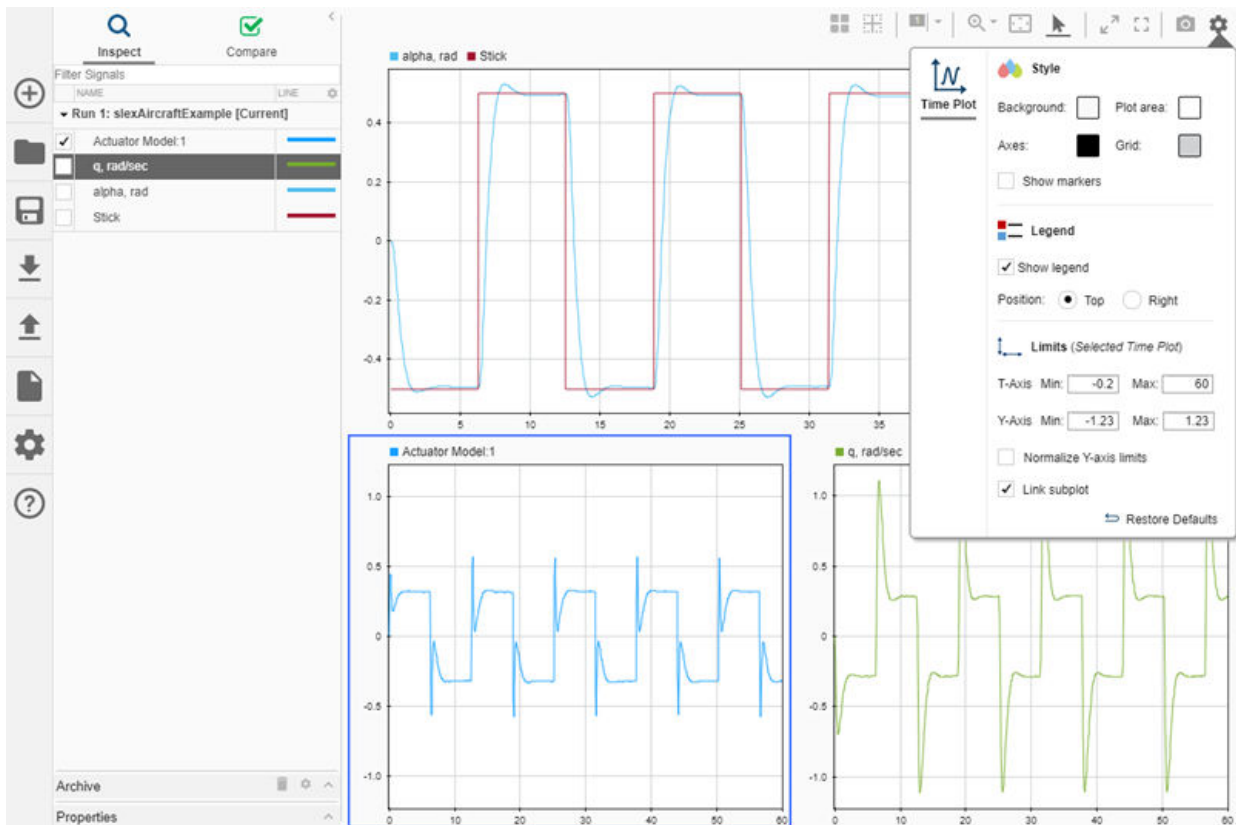 Inspect
Compare
Filter Signals
NAME LINE
Run 1: slexAircraftExample [Current]
Actuator Model:1
q, rad/sec
alpha, rad
Stick
Archive
Properties
alpha, rad Stick
0.4
0.2
0
-0.2
-0.4
0 5 10 15 20 25 30 35
Actuator Model:1
1.0
0.5
0
-0.5
-1.0
0 10 20 30 40 50 60
q, rad/sec
1.0
0.5
0
-0.5
-1.0
0 10 20 30 40 50 60
1
Time Plot
Style
Background: Plot area:
Axes: Grid:
Show markers
Legend
Show legend
Position: Top Right
Limits (Selected Time Plot)
T-Axis Min: -0.2 Max: 60
Y-Axis Min: -1.23 Max: 1.23
Normalize Y-axis limits
Link subplot
Restore Defaults